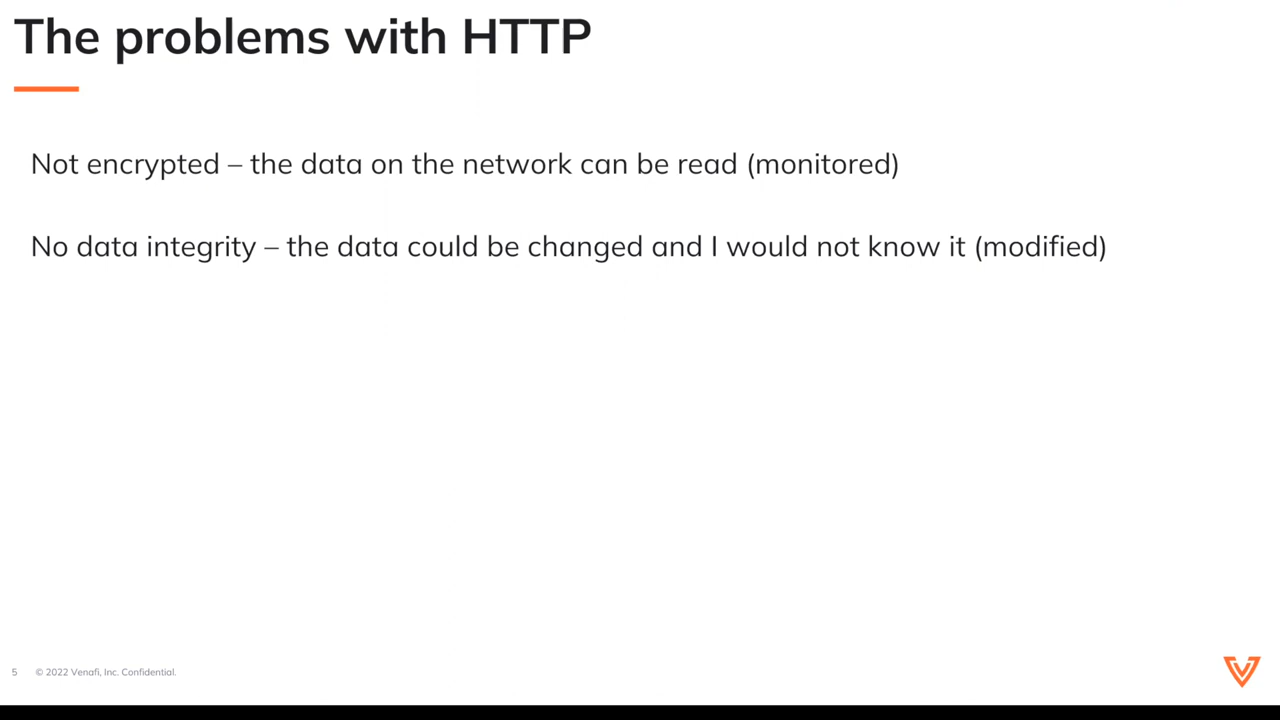 The problems with HTTP
Not encrypted – the data on the network can be read (monitored)
No data integrity – the data could be changed and I would not know it (modified)
5 © 2022 Venafi, Inc. Confidential.